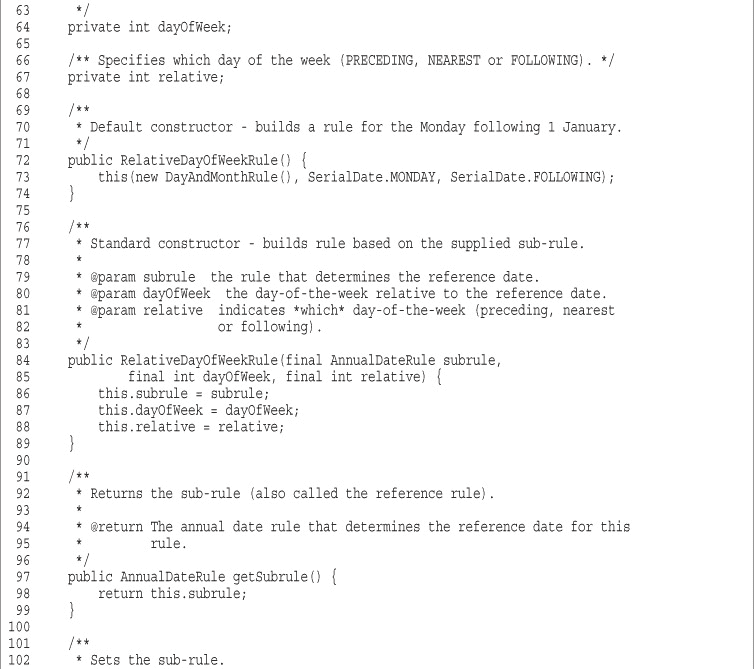 63       */
64      private int dayOfWeek;
65
66      /** Specifies which day of the week (PRECEDING, NEAREST or FOLLOWING). */
67      private int relative;
68
69      /**
70       * Default constructor - builds a rule for the Monday following 1 January.
71       */
72      public RelativeDayOfWeekRule() {
73          this(new DayAndMonthRule(), SerialDate.MONDAY, SerialDate.FOLLOWING);
74      }
75
76      /**
77       * Standard constructor - builds rule based on the supplied sub-rule.
78       *
79       * @param subrule  the rule that determines the reference date.
80       * @param dayOfWeek  the day-of-the-week relative to the reference date.
81       * @param relative  indicates *which* day-of-the-week (preceding, nearest
82       *                  or following).
83       */
84      public RelativeDayOfWeekRule(final AnnualDateRule subrule,
85              final int dayOfWeek, final int relative) {
86          this.subrule = subrule;
87          this.dayOfWeek = dayOfWeek;
88          this.relative = relative;
89      }
90
91      /**
92       * Returns the sub-rule (also called the reference rule).
93       *
94       * @return The annual date rule that determines the reference date for this
95       *         rule.
96       */
97      public AnnualDateRule getSubrule() {
98          return this.subrule;
99      }
100
101     /**
102      * Sets the sub-rule.